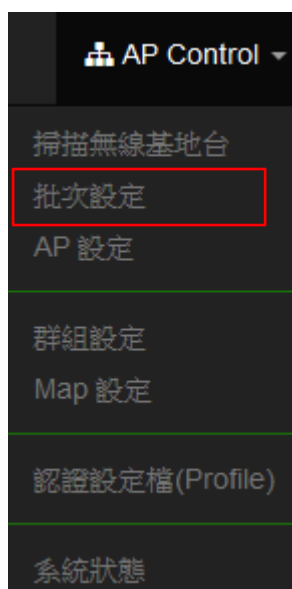 AP Control
掃描無線基地台
批次設定
AP 設定
群組設定
Map 設定
認證設定檔(Profile)
系統狀態